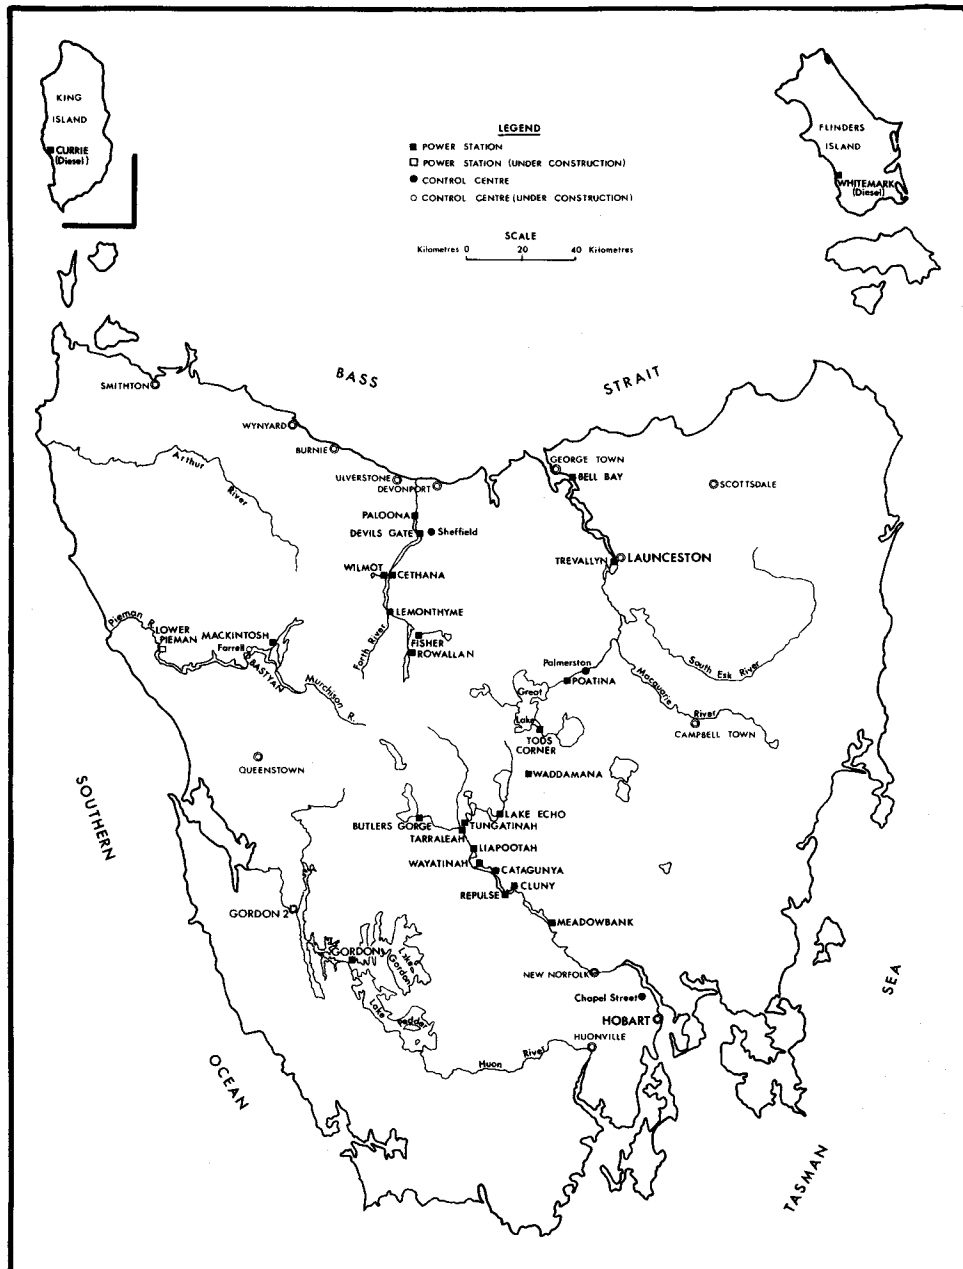 KING
ISLAND
CURRIE
(Diesel)
LEGEND
POWER STATION
POWER STATION (UNDER CONSTRUCTION)
CONTROL CENTRE
CONTROL CENTRE (UNDER CONSTRUCTION)
SCALE
Kilometres 0 20 40 Kilometres
FLINDERS
ISLAND
WHITEMARK
(Diesel)
BASS STRAIT
SMITHTON
WYNYARD
BURNIE
ULVERSTONE
DEVONPORT
GEORGE TOWN
BELL BAY
SCOTTSDALE
Arthur
River
PALOONA
DEVILS GATE
Sheffield
TREVALLYN
LAUNCESTON
WILMOT
CETHANA
LEMONTHYME
Pieman R.
LOWER
PIEMAN
MACKINTOSH
Farrell
BASTYAN
Forth River
FISHER
ROWALLAN
Murchison
R.
Palmerston
POATINA
South Esk River
Macquarie
River
CAMPBELL TOWN
Great
Lake
TODS
CORNER
QUEENSTOWN
WADDAMANA
SOUTHERN
LAKE ECHO
BUTLERS GORGE
TUNGATINAH
TARRALEAH
LIAPOOTAH
WAYATINAH
CATAGUNYA
CLUNY
REPULSE
GORDON 2
MEADOWBANK
GORDON
Lake
Gordon
NEW NORFOLK
Chapel Street
HOBART
SEA
Lake
Pedder
HUONVILLE
Huon River
OCEAN
TASMAN